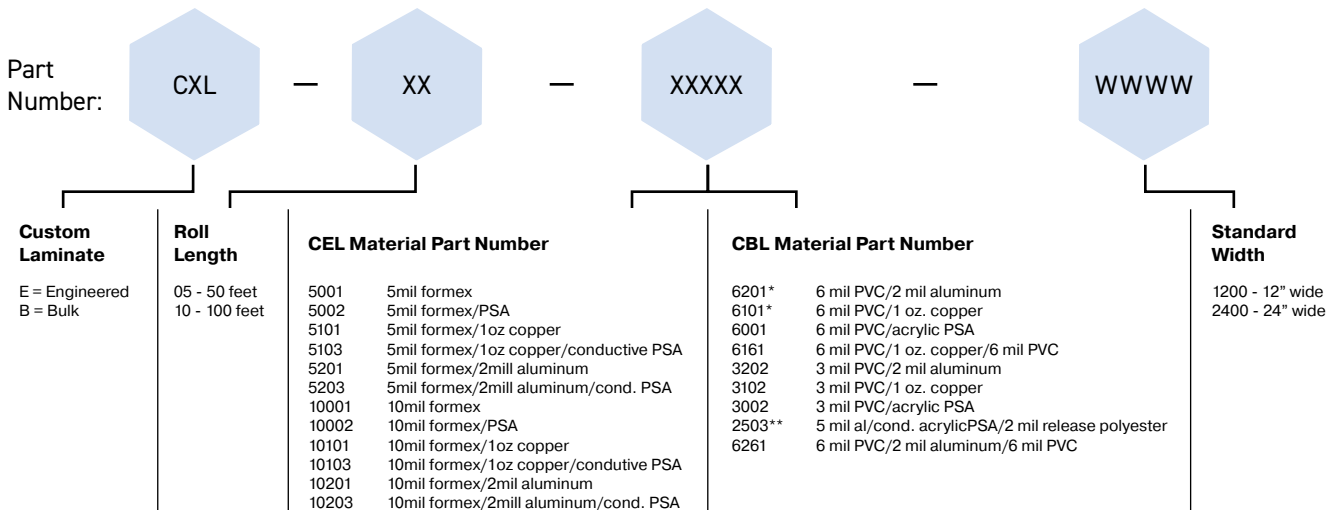 Part
Number:
CXL – XX – XXXXX – WWWW
Custom
Laminate
E = Engineered
B = Bulk
Roll
Length
05 - 50 feet
10 - 100 feet
CEL Material Part Number
5001 5mil formex
5002 5mil formex/PSA
5101 5mil formex/1oz copper
5103 5mil formex/1oz copper/conductive PSA
5201 5mil formex/2mill aluminum
5203 5mil formex/2mill aluminum/cond. PSA
10001 10mil formex
10002 10mil formex/PSA
10101 10mil formex/1oz copper
10103 10mil formex/1oz copper/condutive PSA
10201 10mil formex/2mil aluminum
10203 10mil formex/2mill aluminum/cond. PSA
CBL Material Part Number
6201* 6 mil PVC/2 mil aluminum
6101* 6 mil PVC/1 oz. copper
6001 6 mil PVC/acrylic PSA
6161 6 mil PVC/1 oz. copper/6 mil PVC
3202 3 mil PVC/2 mil aluminum
3102 3 mil PVC/1 oz. copper
3002 3 mil PVC/acrylic PSA
2503** 5 mil al/cond. acrylicPSA/2 mil release polyester
6261 6 mil PVC/2 mil aluminum/6 mil PVC
Standard
Width
1200 - 12” wide
2400 - 24” wide